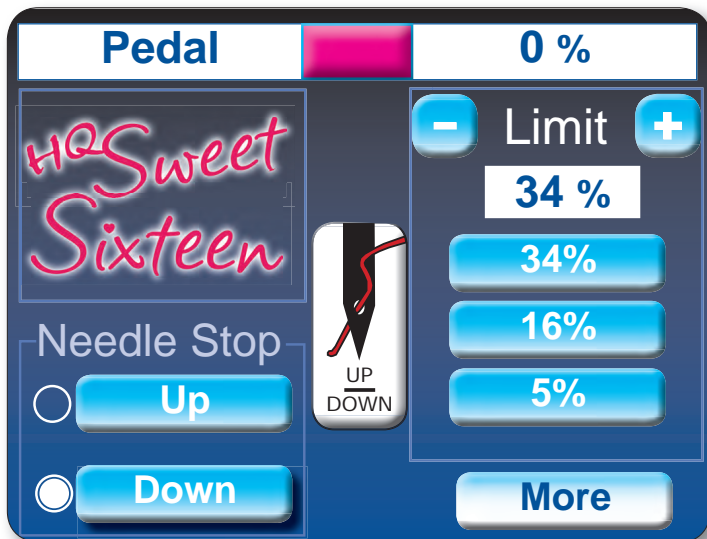 Pedal
0 %
HQ Sweet
Sixteen
- Limit +
34 %
34%
16%
5%
UP
DOWN
Needle Stop
Up
Down
More